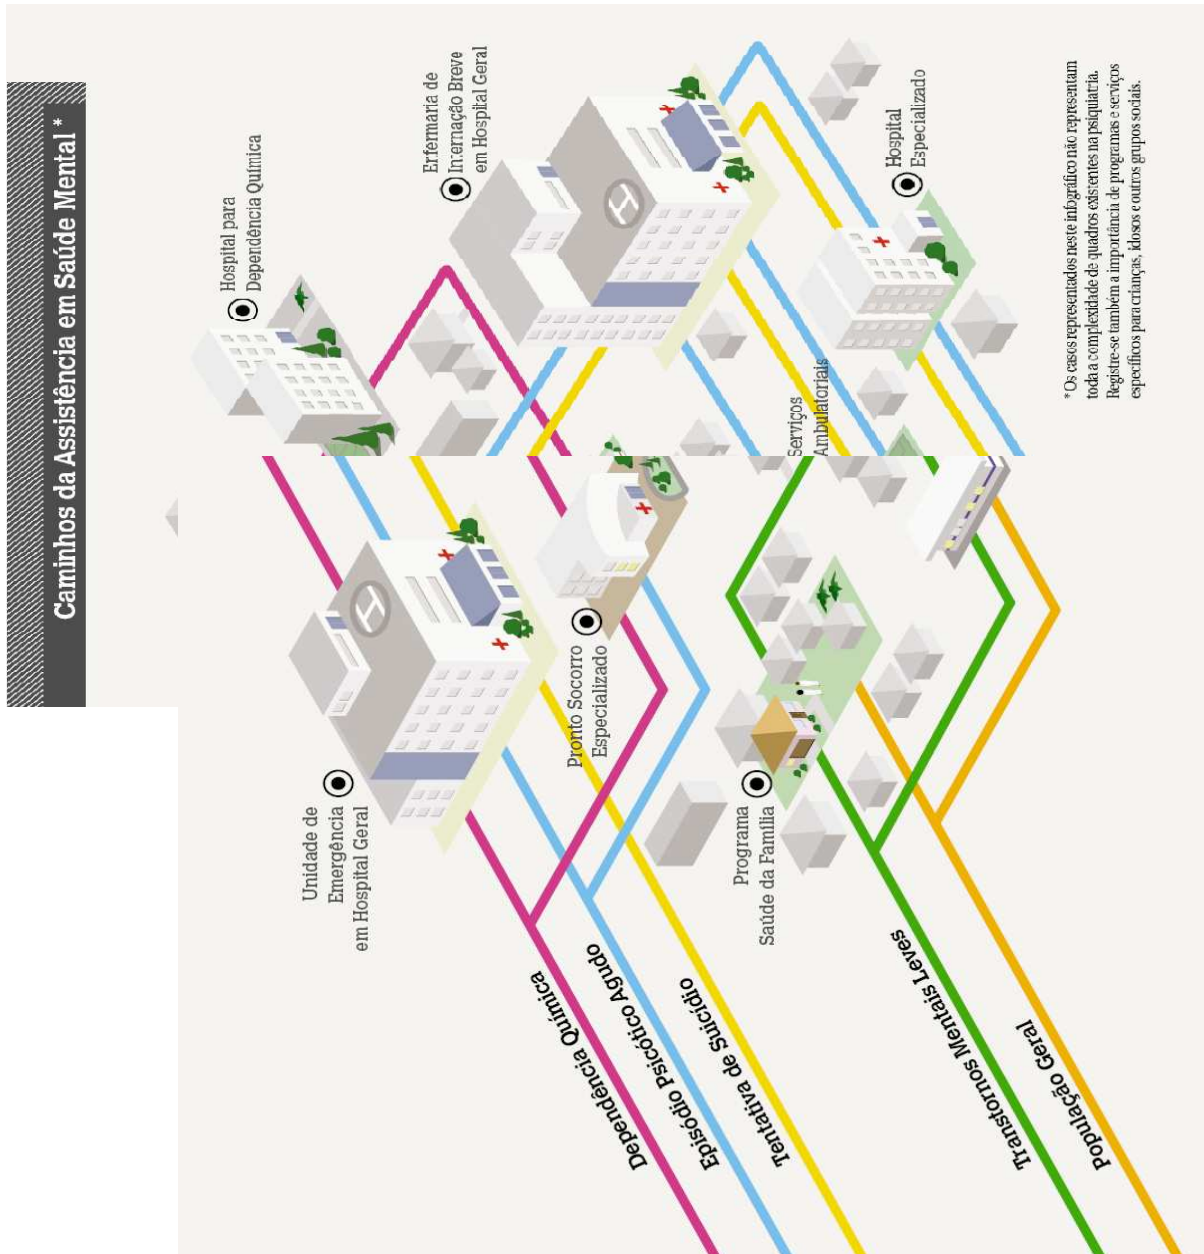 Caminhos da Assistência em Saúde Mental *
Hospital para
Dependência Química
Enfermaria de
Internação Breve
em Hospital Geral
Hospital
Especializado
Serviços
Ambulatoriais
Unidade de
Emergência
em Hospital Geral
Pronto Socorro
Especializado
Programa
Saúde da Família
Dependência Química
Episódio Psicótico Agudo
Tentativa de Suicídio
Transtornos Mentais Leves
População Geral
*Os casos representados neste infográfico não representam
toda a complexidade de quadros existentes na psiquiatria.
Registre-se também a importância de programas e serviços
específicos para crianças, idosos e outros grupos sociais.
H
H